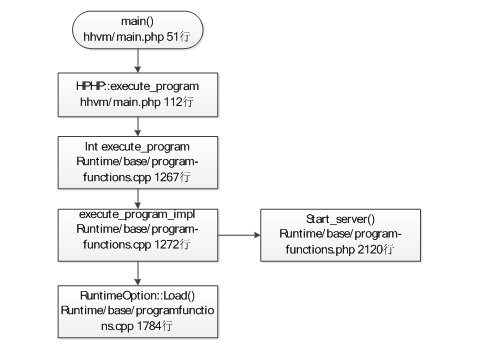 main()
hhvm/main.php 51行
HPHP::execute_program
hhvm/main.php 112行
Int execute_program
Runtime/base/program-
functions.cpp 1267行
execute_program_impl
Runtime/base/program-
functions.cpp 1272行
Start_server()
Runtime/base/program-
functions.php 2120行
RuntimeOption::Load()
Runtime/base/programfunctio
ns.cpp 1784行